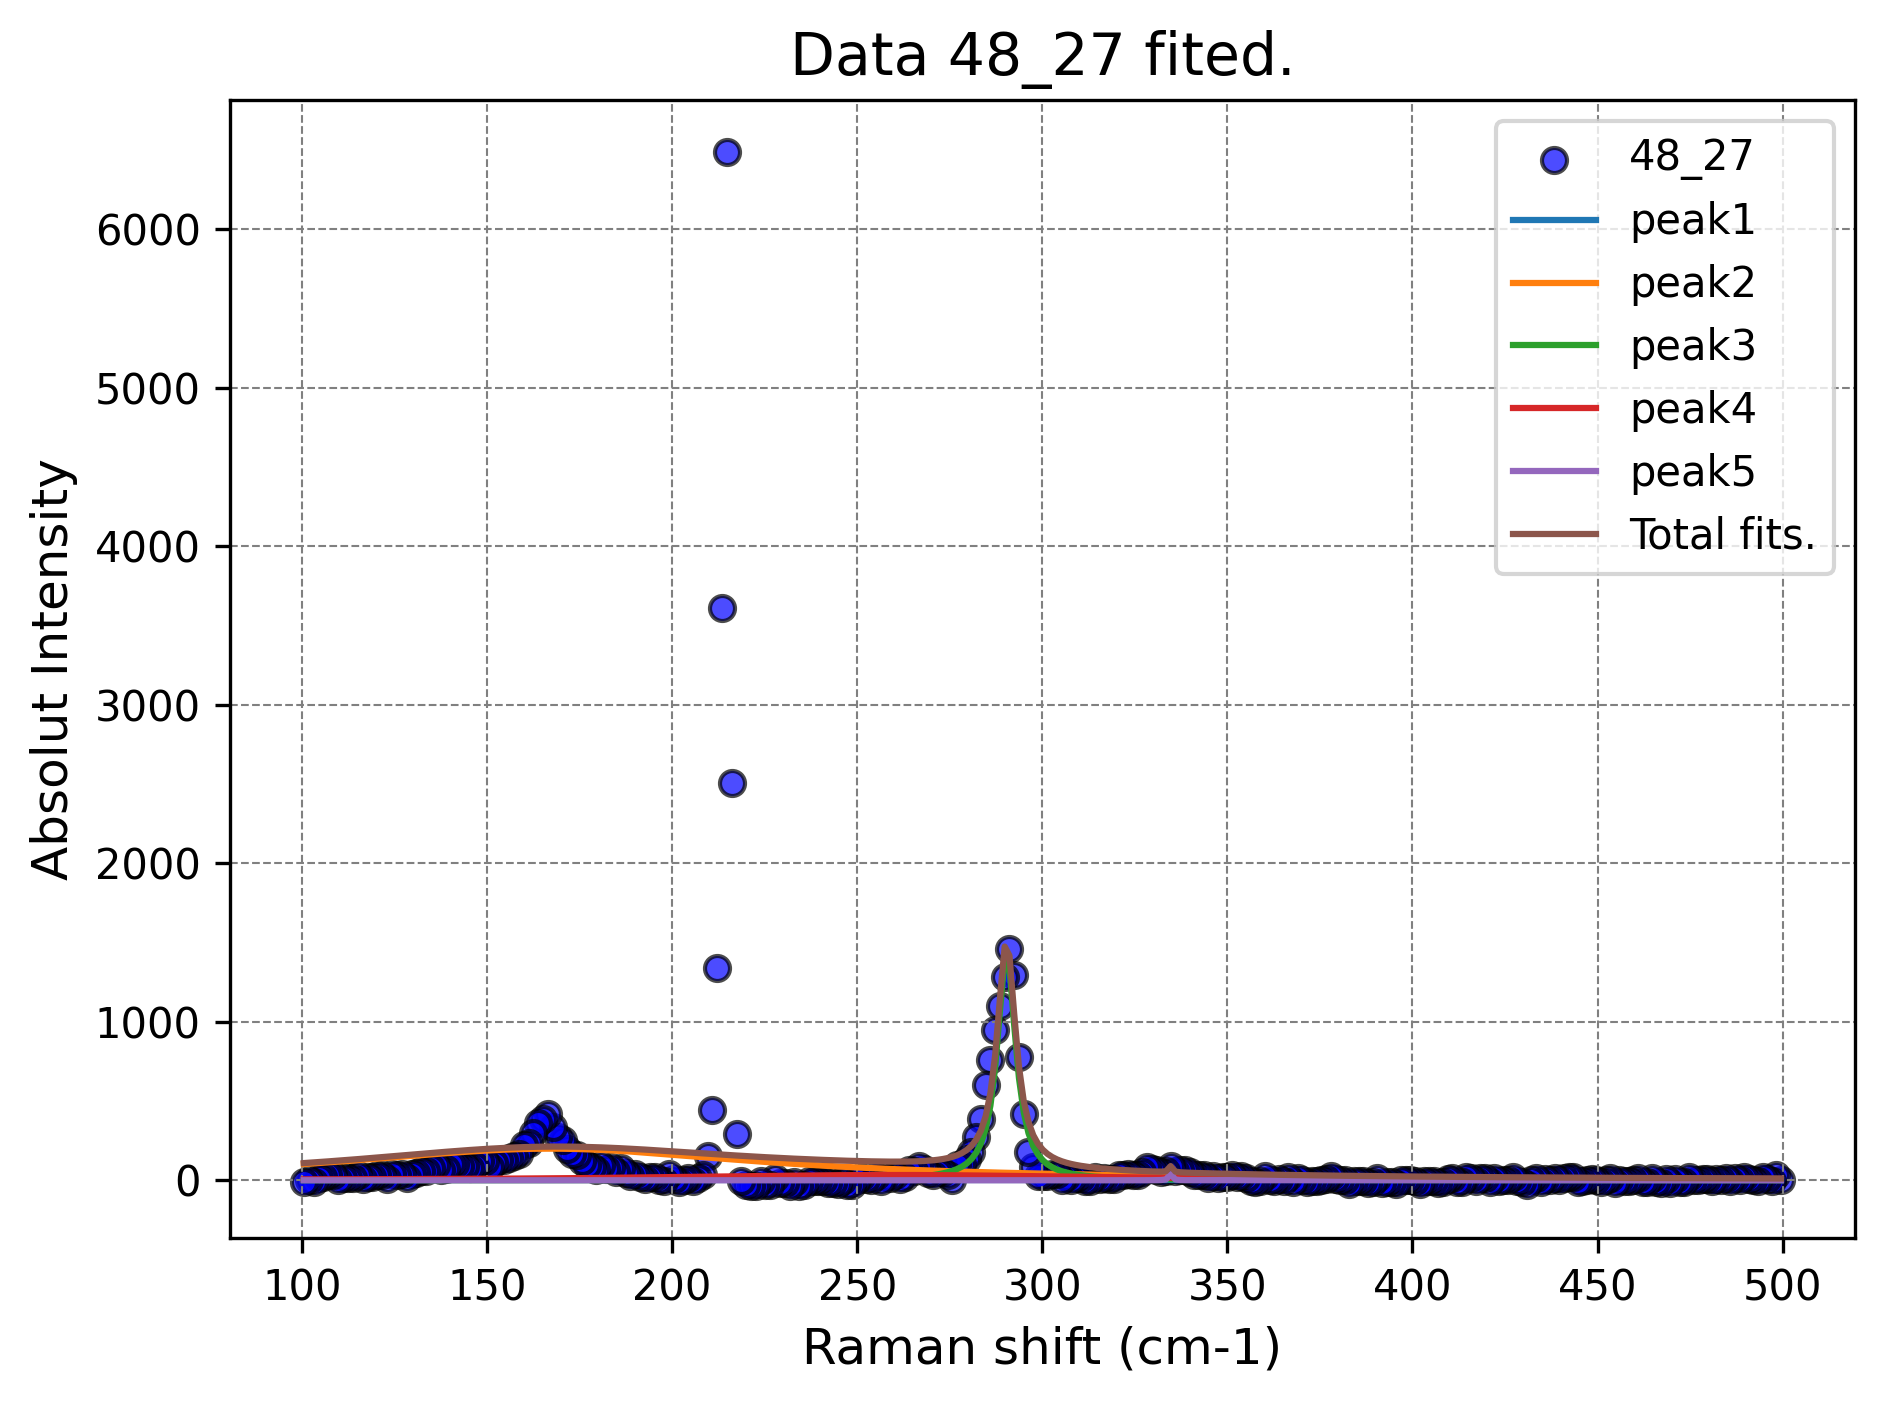 Data 48_27 fited.
48_27
peak1
peak2
peak3
peak4
peak5
Total fits.
Absolut Intensity
6000
5000
4000
3000
2000
1000
0
100 150 200 250 300 350 400 450 500
Raman shift (cm-1)